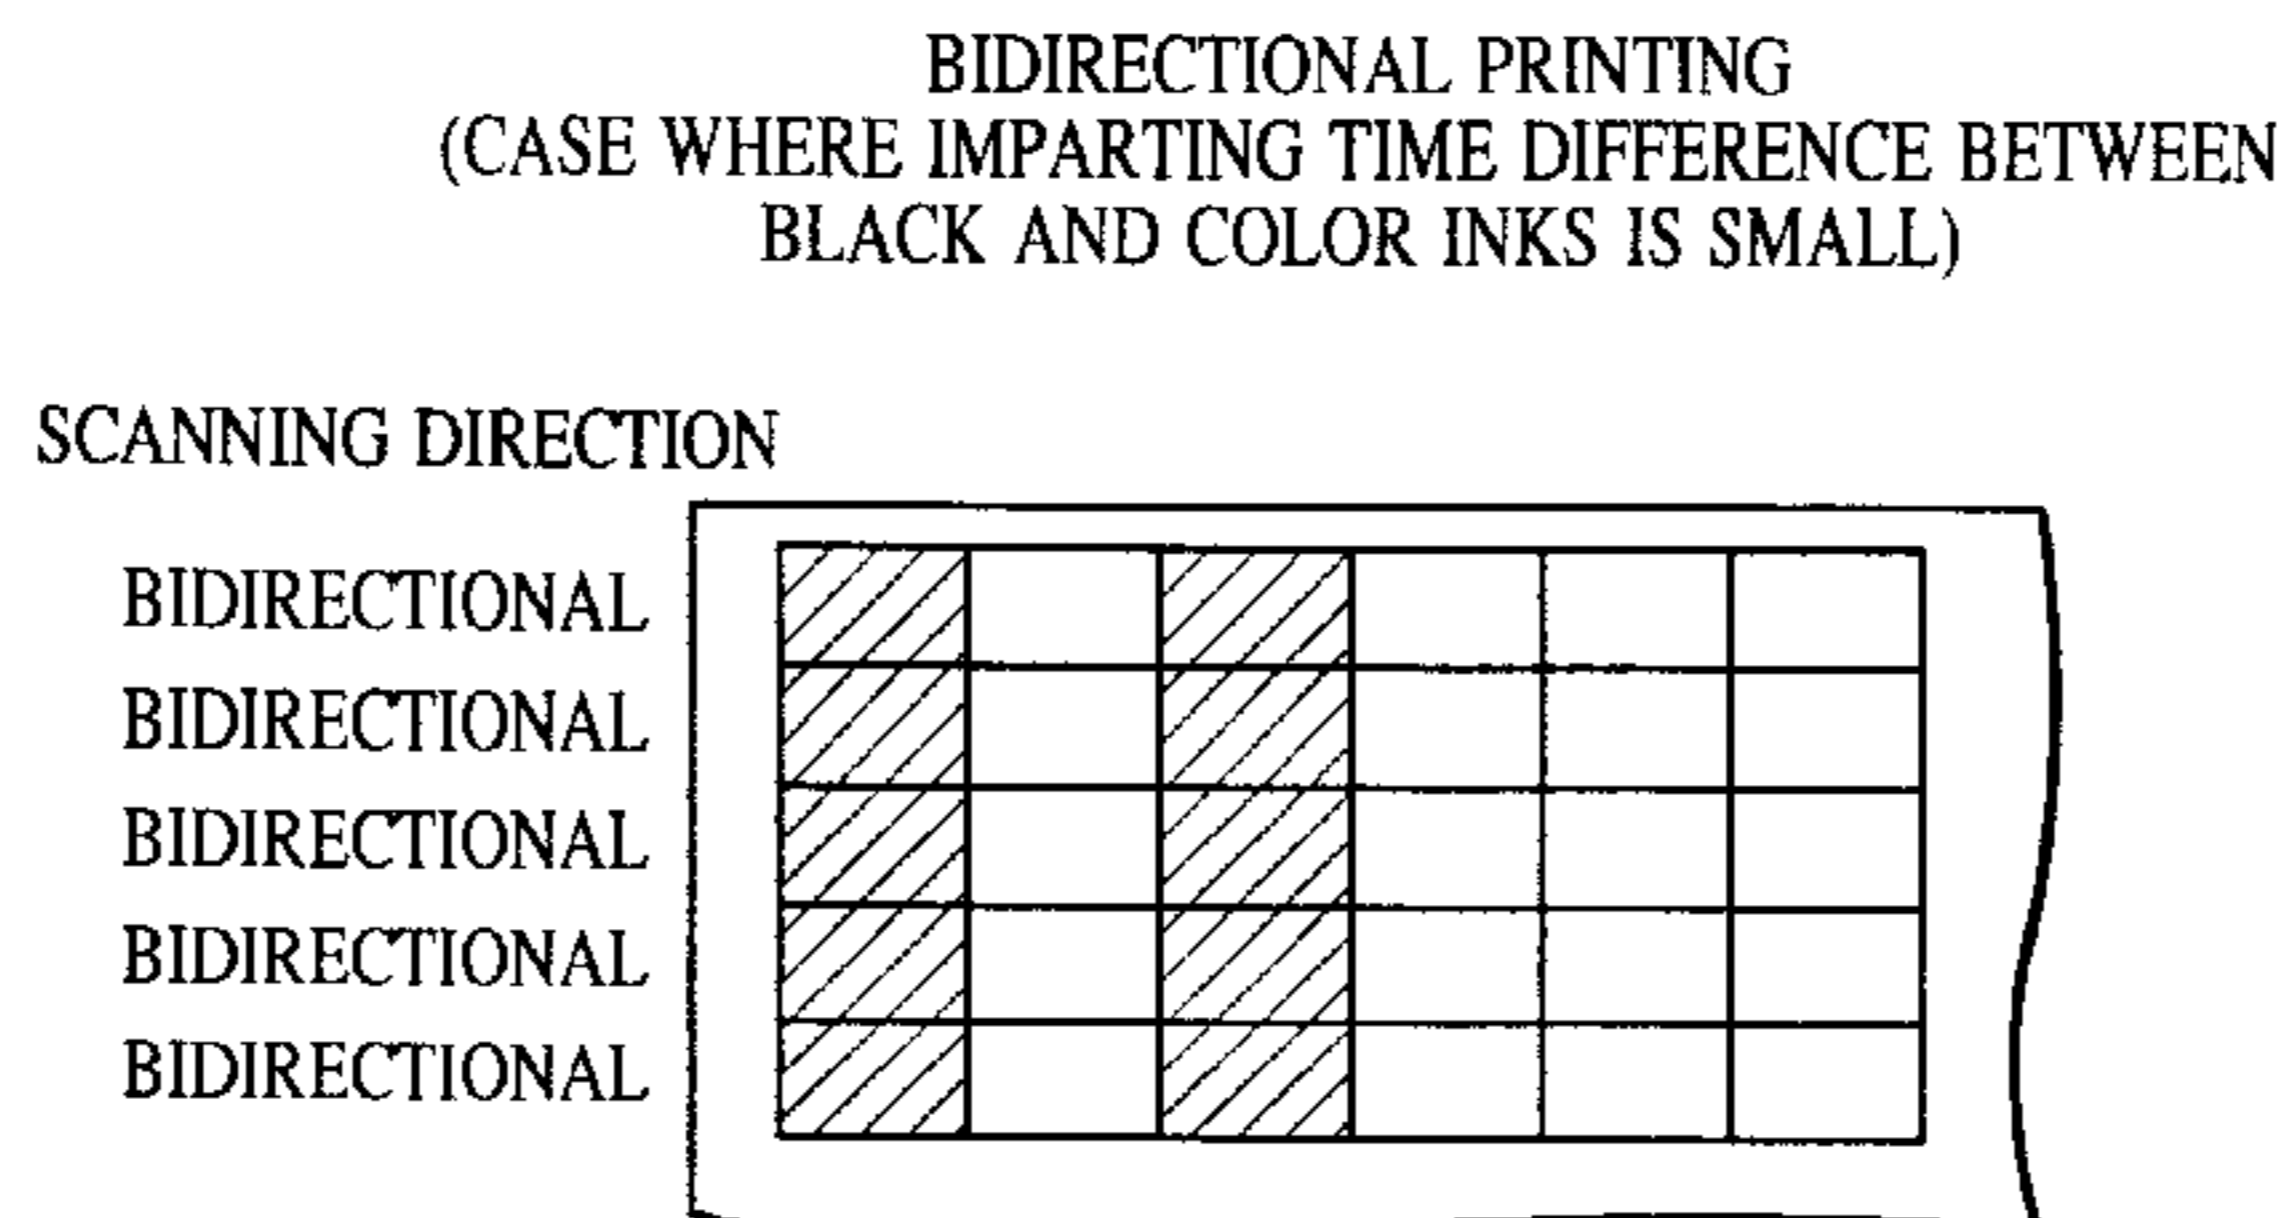 BIDIRECTIONAL PRINTING
(CASE WHERE IMPARTING TIME DIFFERENCE BETWEEN
BLACK AND COLOR INKS IS SMALL)
SCANNING DIRECTION
BIDIRECTIONAL
BIDIRECTIONAL
BIDIRECTIONAL
BIDIRECTIONAL
BIDIRECTIONAL